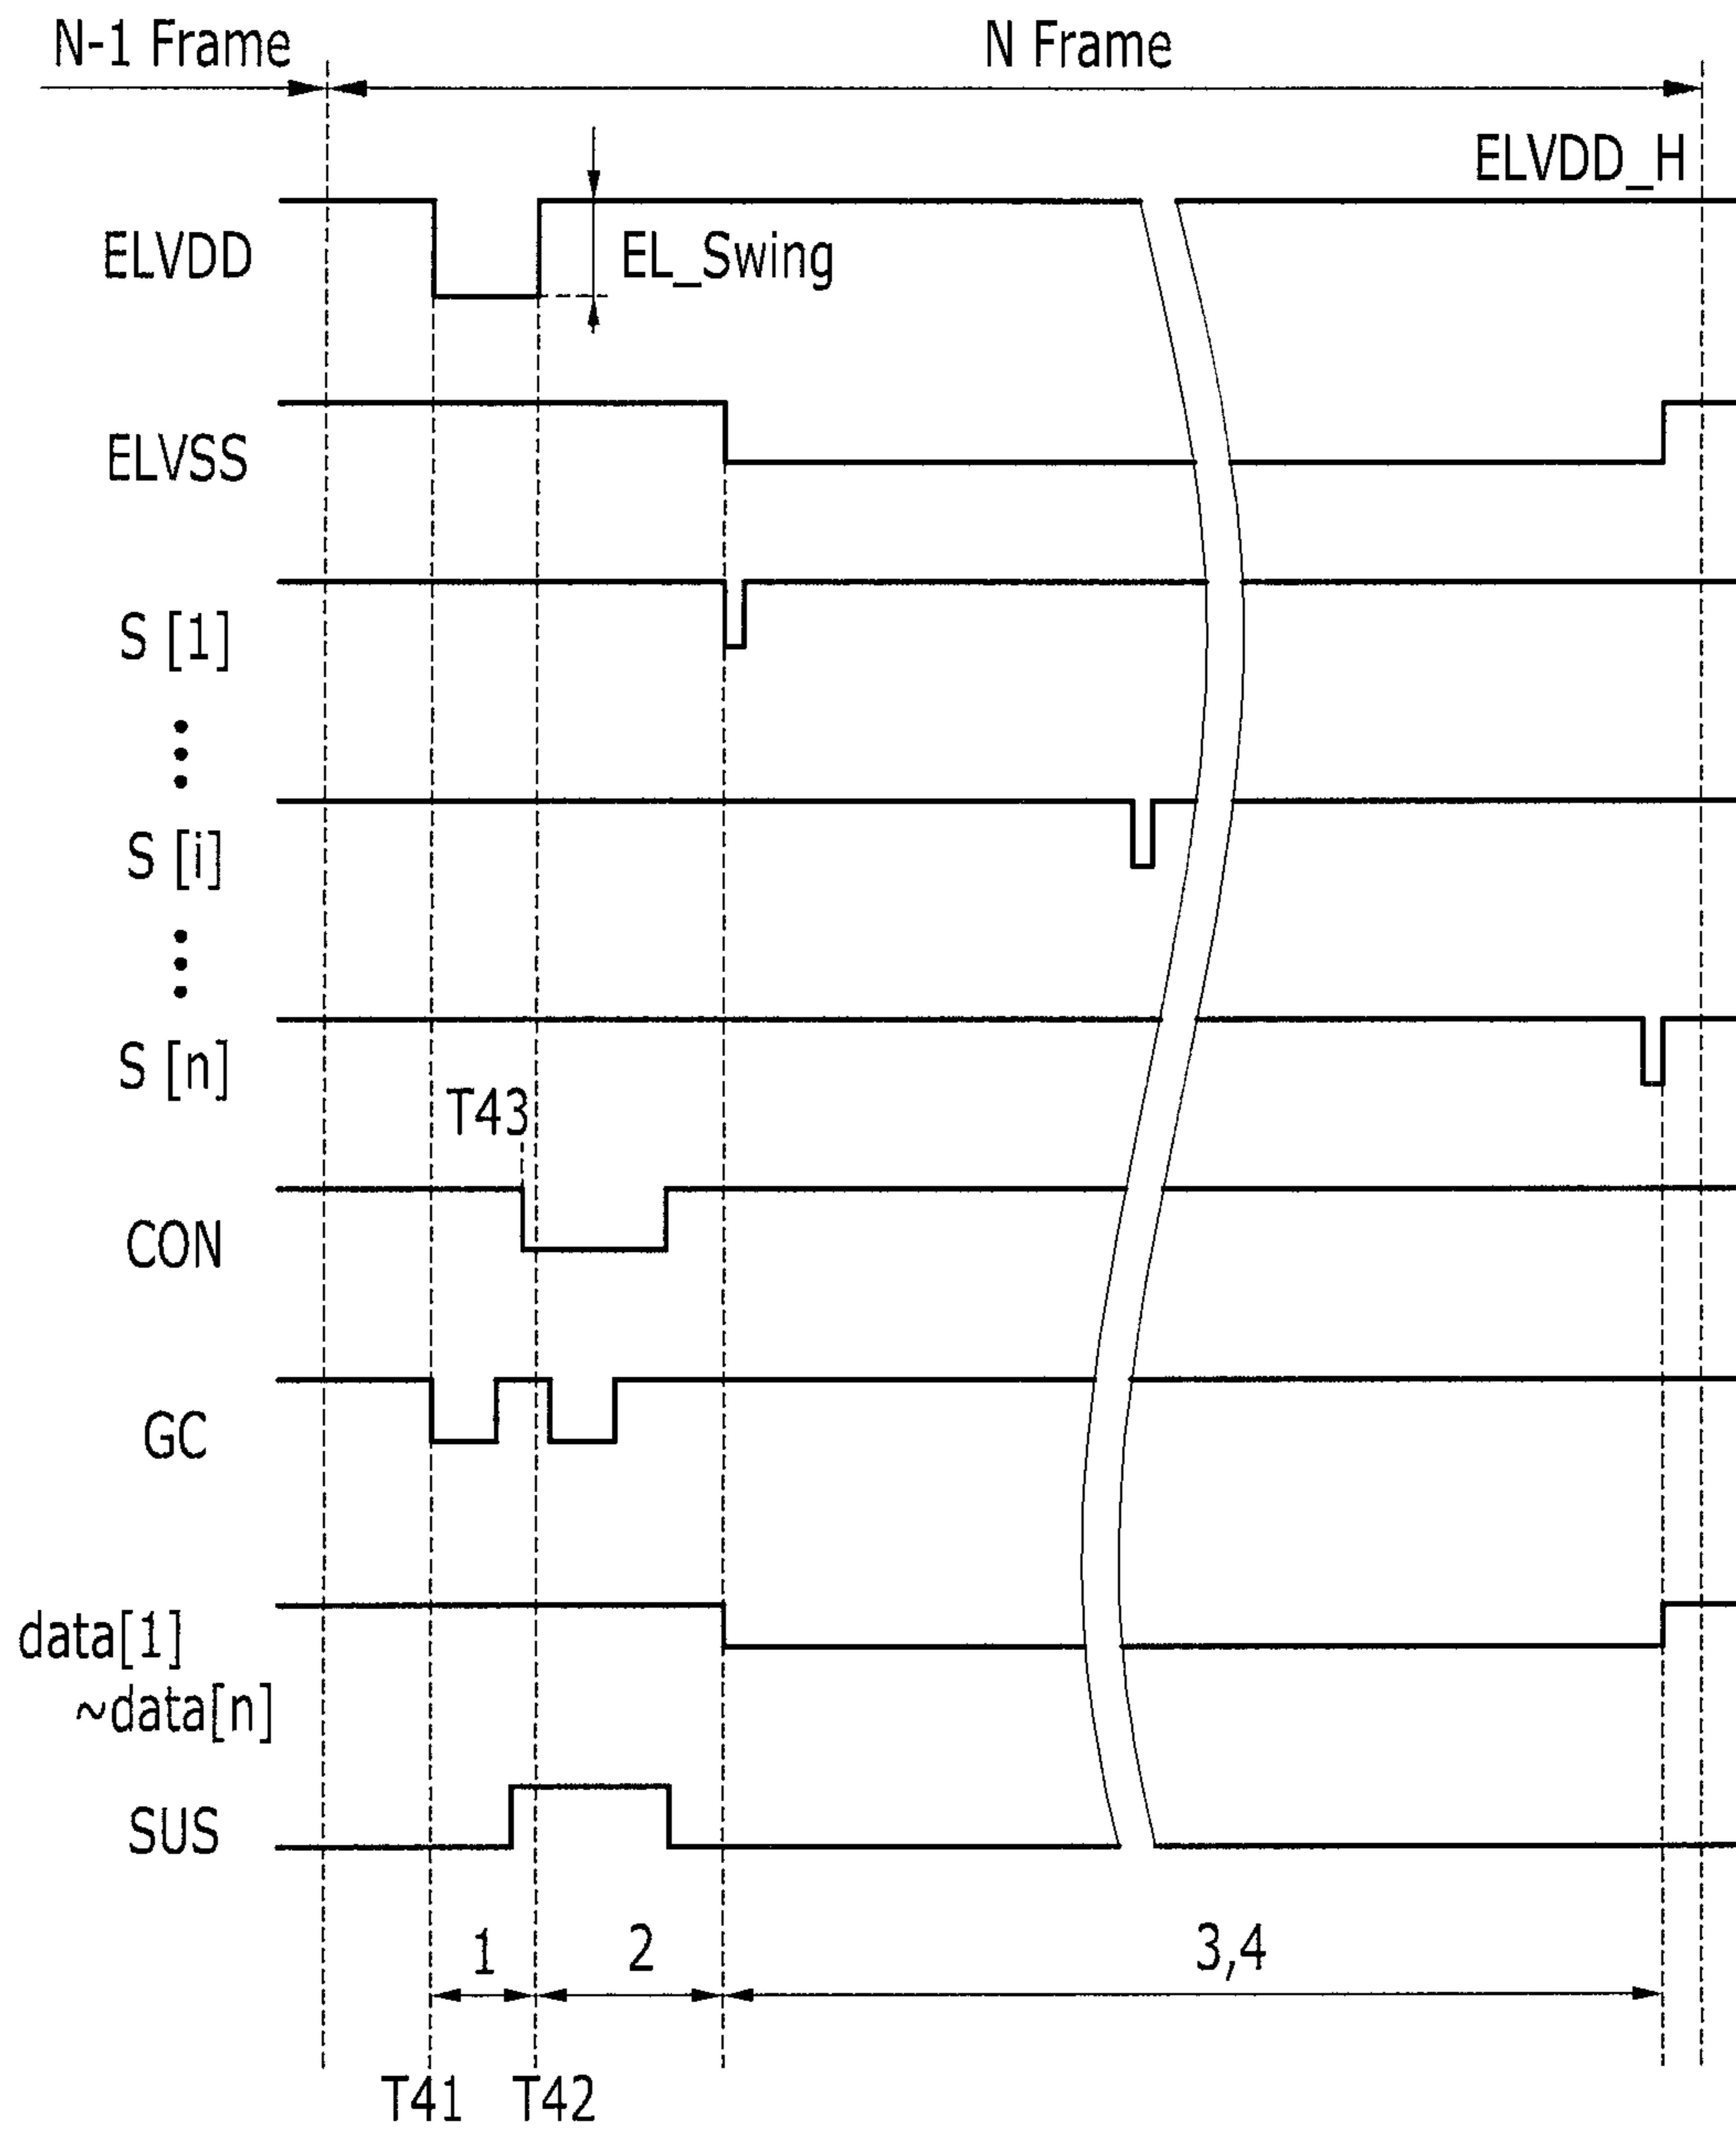 N-1 Frame
N Frame
ELVDD_H
ELVDD
EL_Swing
ELVSS
S [1]
S [i]
S [n]
T43
CON
GC
data[1]
~data[n]
SUS
1
2
3,4
T41
T42